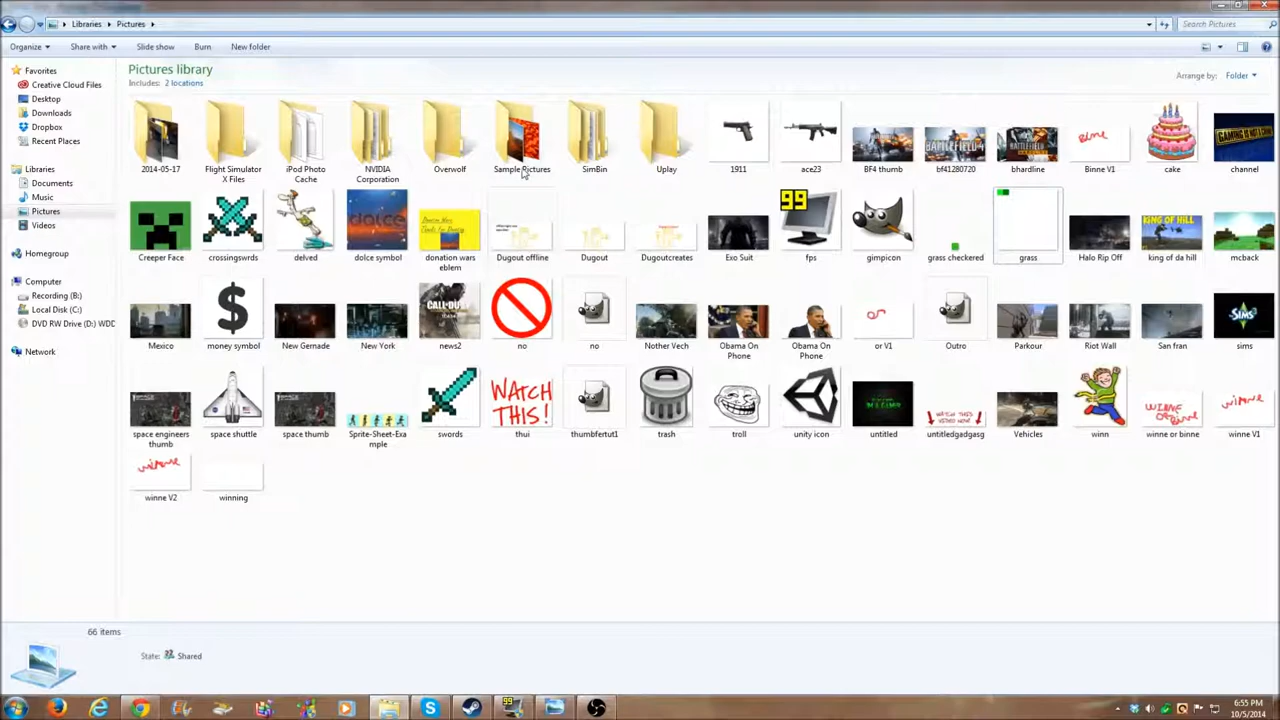 Libraries Pictures Search Pictures
Organize Share with Slide show Burn New folder
Favorites
Creative Cloud Files
Desktop
Downloads
Dropbox
Recent Places
Libraries
Documents
Music
Pictures
Videos
Homegroup
Computer
Recording (B:)
Local Disk (C:)
DVD RW Drive (D:) WDD
Network
Pictures library
Includes: 2 locations
Arrange by: Folder
2014-05-17 Flight Simulator X Files iPod Photo Cache NVIDIA Corporation Overwolf Sample Pictures SimBin Uplay 1911 ace23 BF4 thumb bf41280720 bhardline Binne V1 cake channel
99
KING OF HILL
Creeper Face crossingswrds delved dolce symbol donation wars eblem Dugout offline Dugout Dugoutcreates Exo Suit fps gimpicon grass checkered grass Halo Rip Off king of da hill mcback
Mexico money symbol New Gernade New York news2 no no Nother Vech Obama On Phone Obama On Phone or V1 Outro Parkour Riot Wall San fran sims
WATCH
THIS!
space engineers thumb space shuttle space thumb Sprite-Sheet-Example swords thui thumbfertut1 trash troll unity icon untitled untitledgadgasg Vehicles winn winne or binne winne V1
winne V2 winning
66 items
State: Shared
6:55 PM
10/5/2014